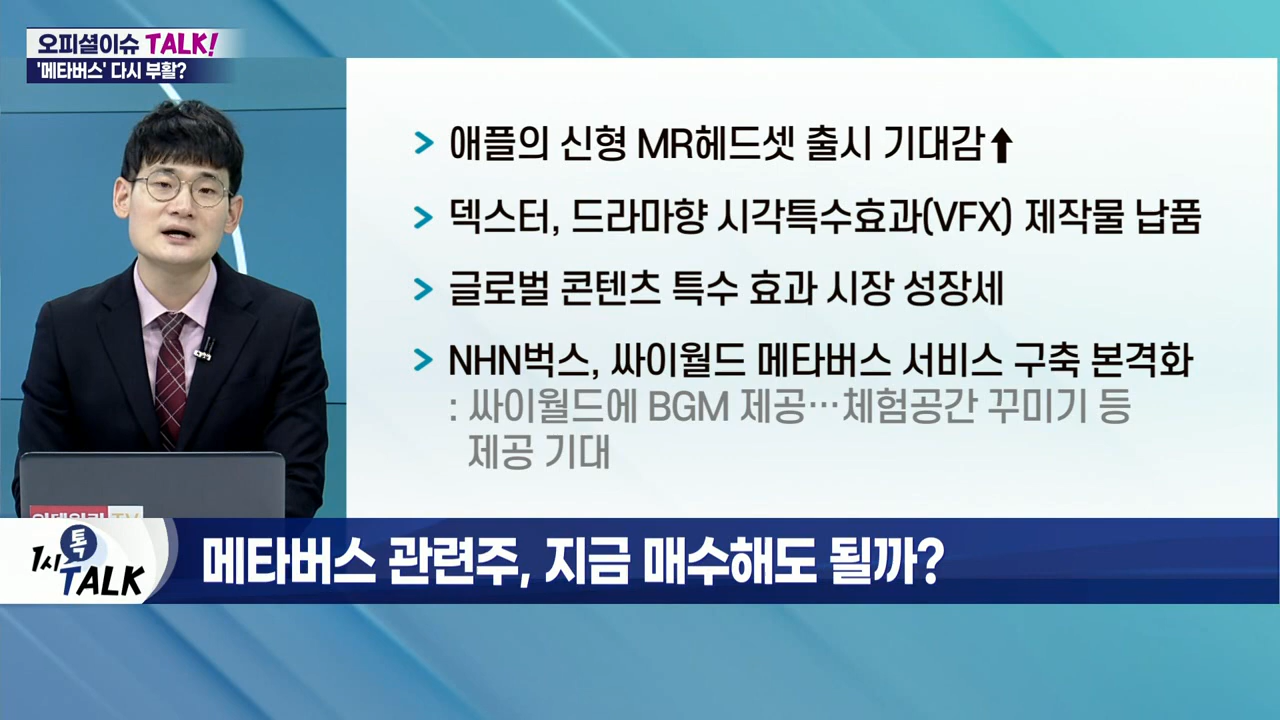 오피셜이슈 TALK!
'메타버스' 다시 부활?
> 애플의 신형 MR헤드셋 출시 기대감⬆
> 덱스터, 드라마향 시각특수효과(VFX) 제작물 납품
> 글로벌 콘텐츠 특수 효과 시장 성장세
> NHN벅스, 싸이월드 메타버스 서비스 구축 본격화
: 싸이월드에 BGM 제공…체험공간 꾸미기 등
제공 기대
1시톡 TALK
메타버스 관련주, 지금 매수해도 될까?